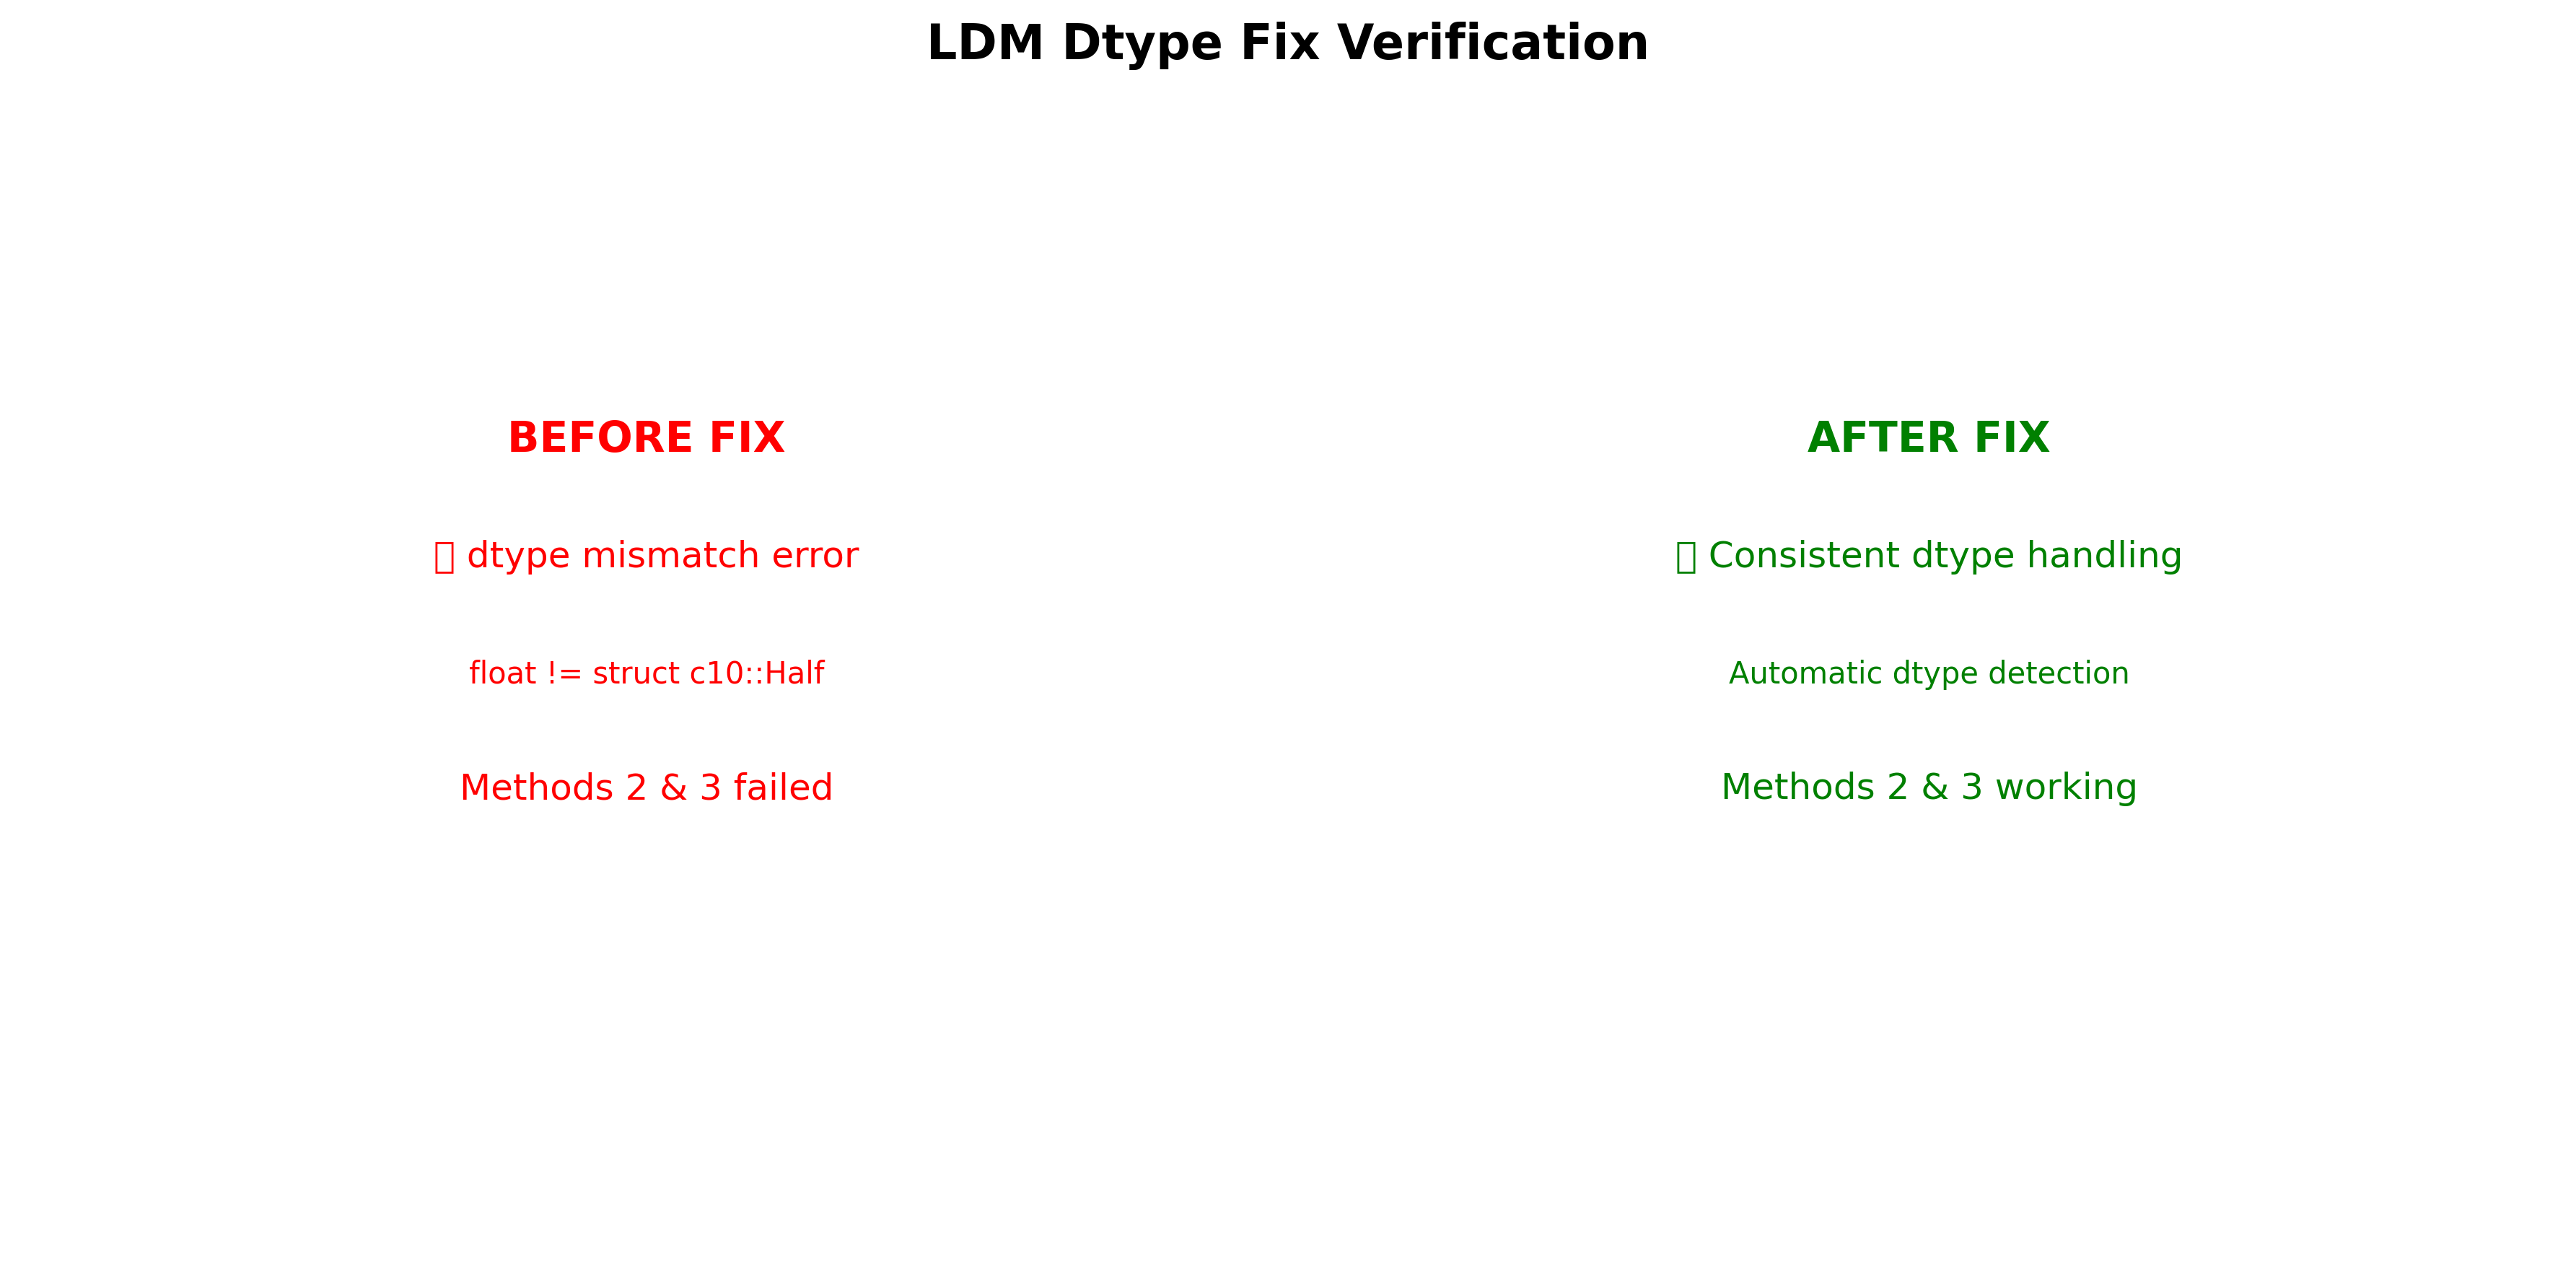 LDM Dtype Fix Verification
BEFORE FIX
▯ dtype mismatch error
float != struct c10::Half
Methods 2 & 3 failed
AFTER FIX
▯ Consistent dtype handling
Automatic dtype detection
Methods 2 & 3 working